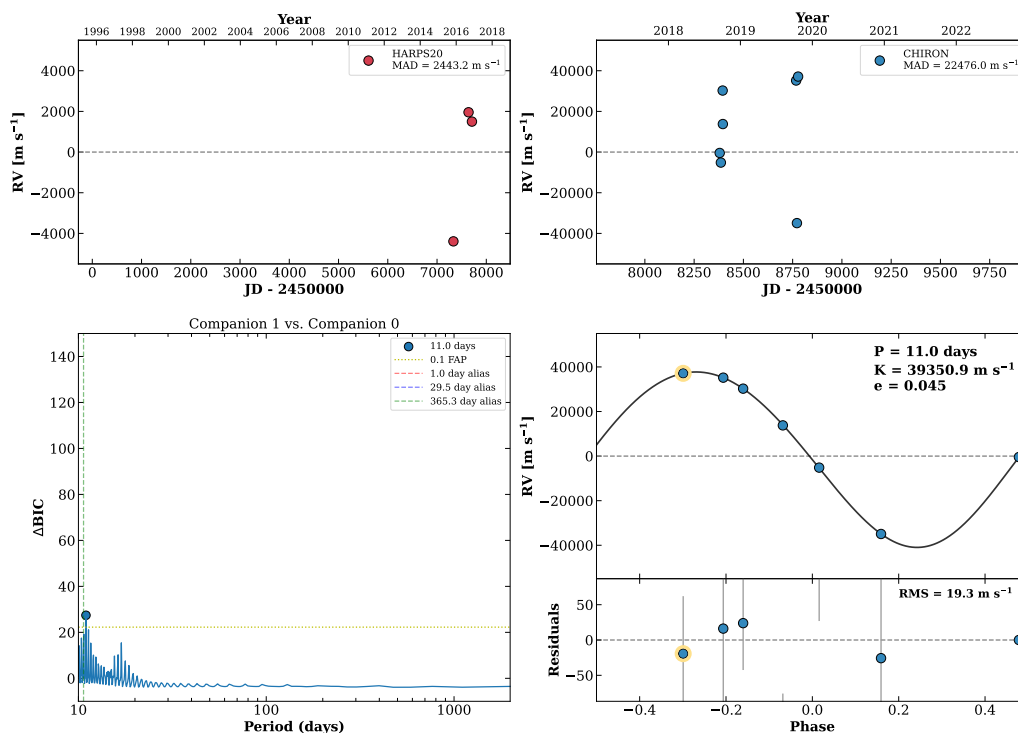 Year
1996 1998 2000 2002 2004 2006 2008 2010 2012 2014 2016 2018
HARPS20
MAD = 2443.2 m s⁻¹
4000
2000
0
−2000
−4000
RV [m s⁻¹]
0 1000 2000 3000 4000 5000 6000 7000 8000
JD - 2450000
Year
2018 2019 2020 2021 2022
CHIRON
MAD = 22476.0 m s⁻¹
40000
20000
0
−20000
−40000
RV [m s⁻¹]
8000 8250 8500 8750 9000 9250 9500 9750
JD - 2450000
Companion 1 vs. Companion 0
11.0 days
0.1 FAP
1.0 day alias
29.5 day alias
365.3 day alias
140
120
100
80
60
40
20
0
ΔBIC
10 100 1000
Period (days)
P = 11.0 days
K = 39350.9 m s⁻¹
e = 0.045
40000
20000
0
−20000
−40000
RV [m s⁻¹]
RMS = 19.3 m s⁻¹
50
0
−50
Residuals
−0.4 −0.2 0.0 0.2 0.4
Phase